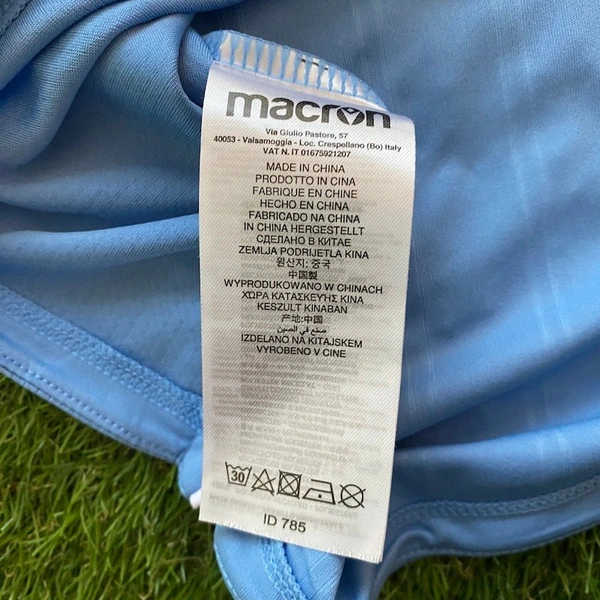 macron
Via Giulio Pastore, 57
40053 - Valsamoggia - Loc. Crespellano (Bo) Italy
VAT N. IT 01675921207
MADE IN CHINA
PRODOTTO IN CINA
FABRIQUE EN CHINE
HECHO EN CHINA
FABRICADO NA CHINA
IN CHINA HERGESTELLT
СДЕЛАНО В КИТАЕ
ZEMLJA PODRIJETLA KINA
원산지: 중국
中国製
WYPRODUKOWANO W CHINACH
ΧΩΡΑ ΚΑΤΑΣΚΕΥΗΣ ΚΙΝΑ
KESZULT KINABAN
产地:中国
صنع في الصين
IZDELANO NA KITAJSKEM
VYROBENO V CINE
30
ID 785